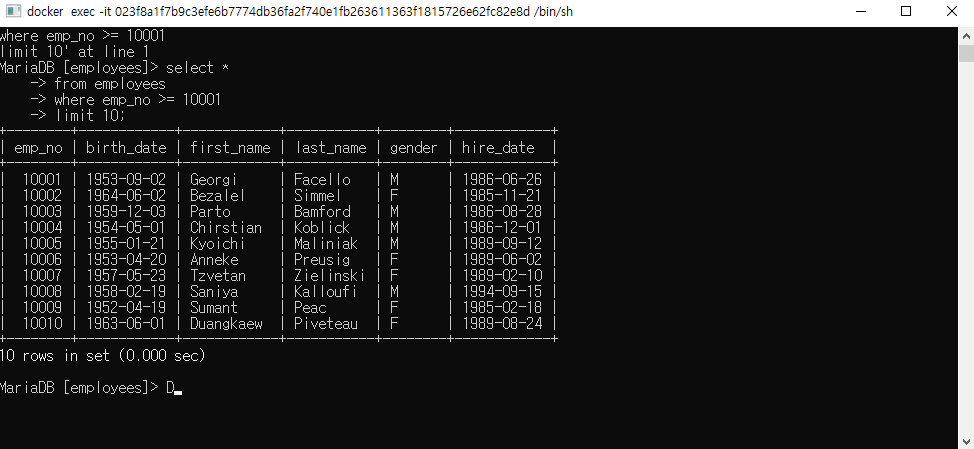 docker  exec -it 023f8a1f7b9c3efe6b7774db36fa2f740e1fb263611363f1815726e62fc82e8d /bin/sh
where emp_no >= 10001
limit 10' at line 1
MariaDB [employees]> select *
    -> from employees
    -> where emp_no >= 10001
    -> limit 10;
+--------+------------+------------+-----------+--------+------------+
| emp_no | birth_date | first_name | last_name | gender | hire_date  |
+--------+------------+------------+-----------+--------+------------+
|  10001 | 1953-09-02 | Georgi     | Facello   | M      | 1986-06-26 |
|  10002 | 1964-06-02 | Bezalel    | Simmel    | F      | 1985-11-21 |
|  10003 | 1959-12-03 | Parto      | Bamford   | M      | 1986-08-28 |
|  10004 | 1954-05-01 | Chirstian  | Koblick   | M      | 1986-12-01 |
|  10005 | 1955-01-21 | Kyoichi    | Maliniak  | M      | 1989-09-12 |
|  10006 | 1953-04-20 | Anneke     | Preusig   | F      | 1989-06-02 |
|  10007 | 1957-05-23 | Tzvetan    | Zielinski | F      | 1989-02-10 |
|  10008 | 1958-02-19 | Saniya     | Kalloufi  | M      | 1994-09-15 |
|  10009 | 1952-04-19 | Sumant     | Peac      | F      | 1985-02-18 |
|  10010 | 1963-06-01 | Duangkaew  | Piveteau  | F      | 1989-08-24 |
+--------+------------+------------+-----------+--------+------------+
10 rows in set (0.000 sec)
MariaDB [employees]> D